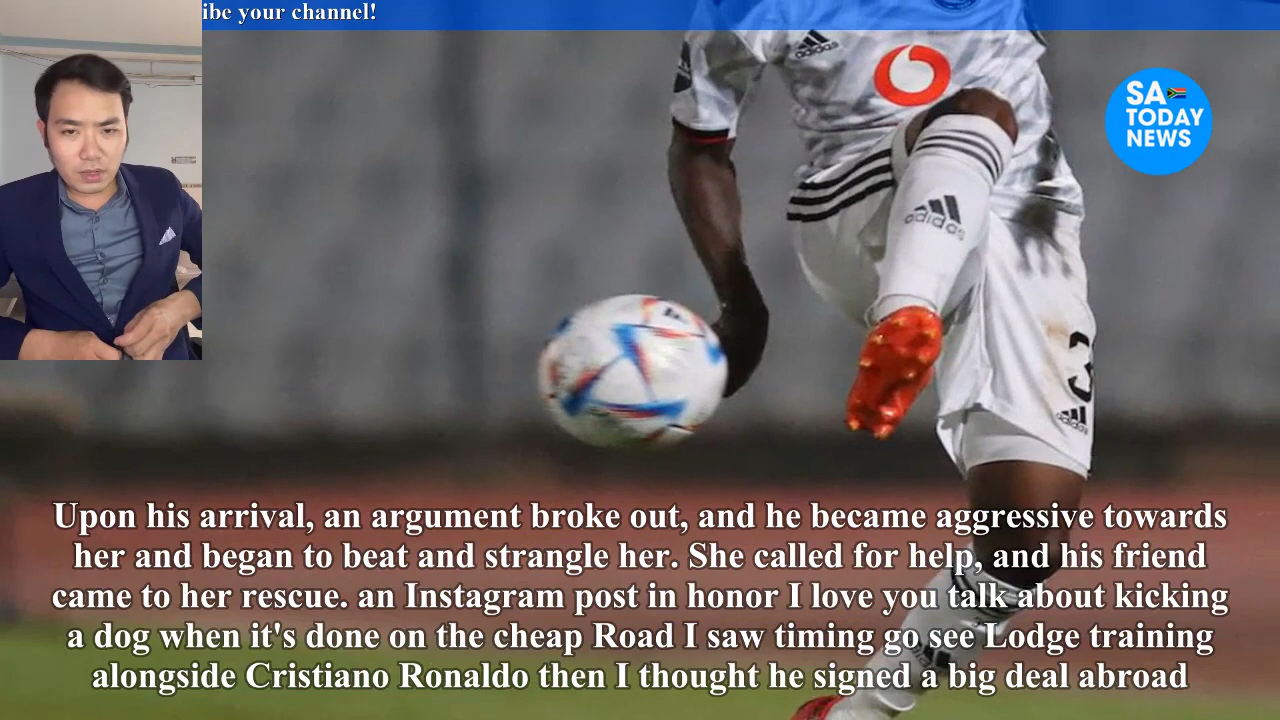 ibe your channel!
SA
TODAY
NEWS
adidas
3
adidas
Upon his arrival, an argument broke out, and he became aggressive towards
her and began to beat and strangle her. She called for help, and his friend
came to her rescue. an Instagram post in honor I love you talk about kicking
a dog when it's done on the cheap Road I saw timing go see Lodge training
alongside Cristiano Ronaldo then I thought he signed a big deal abroad